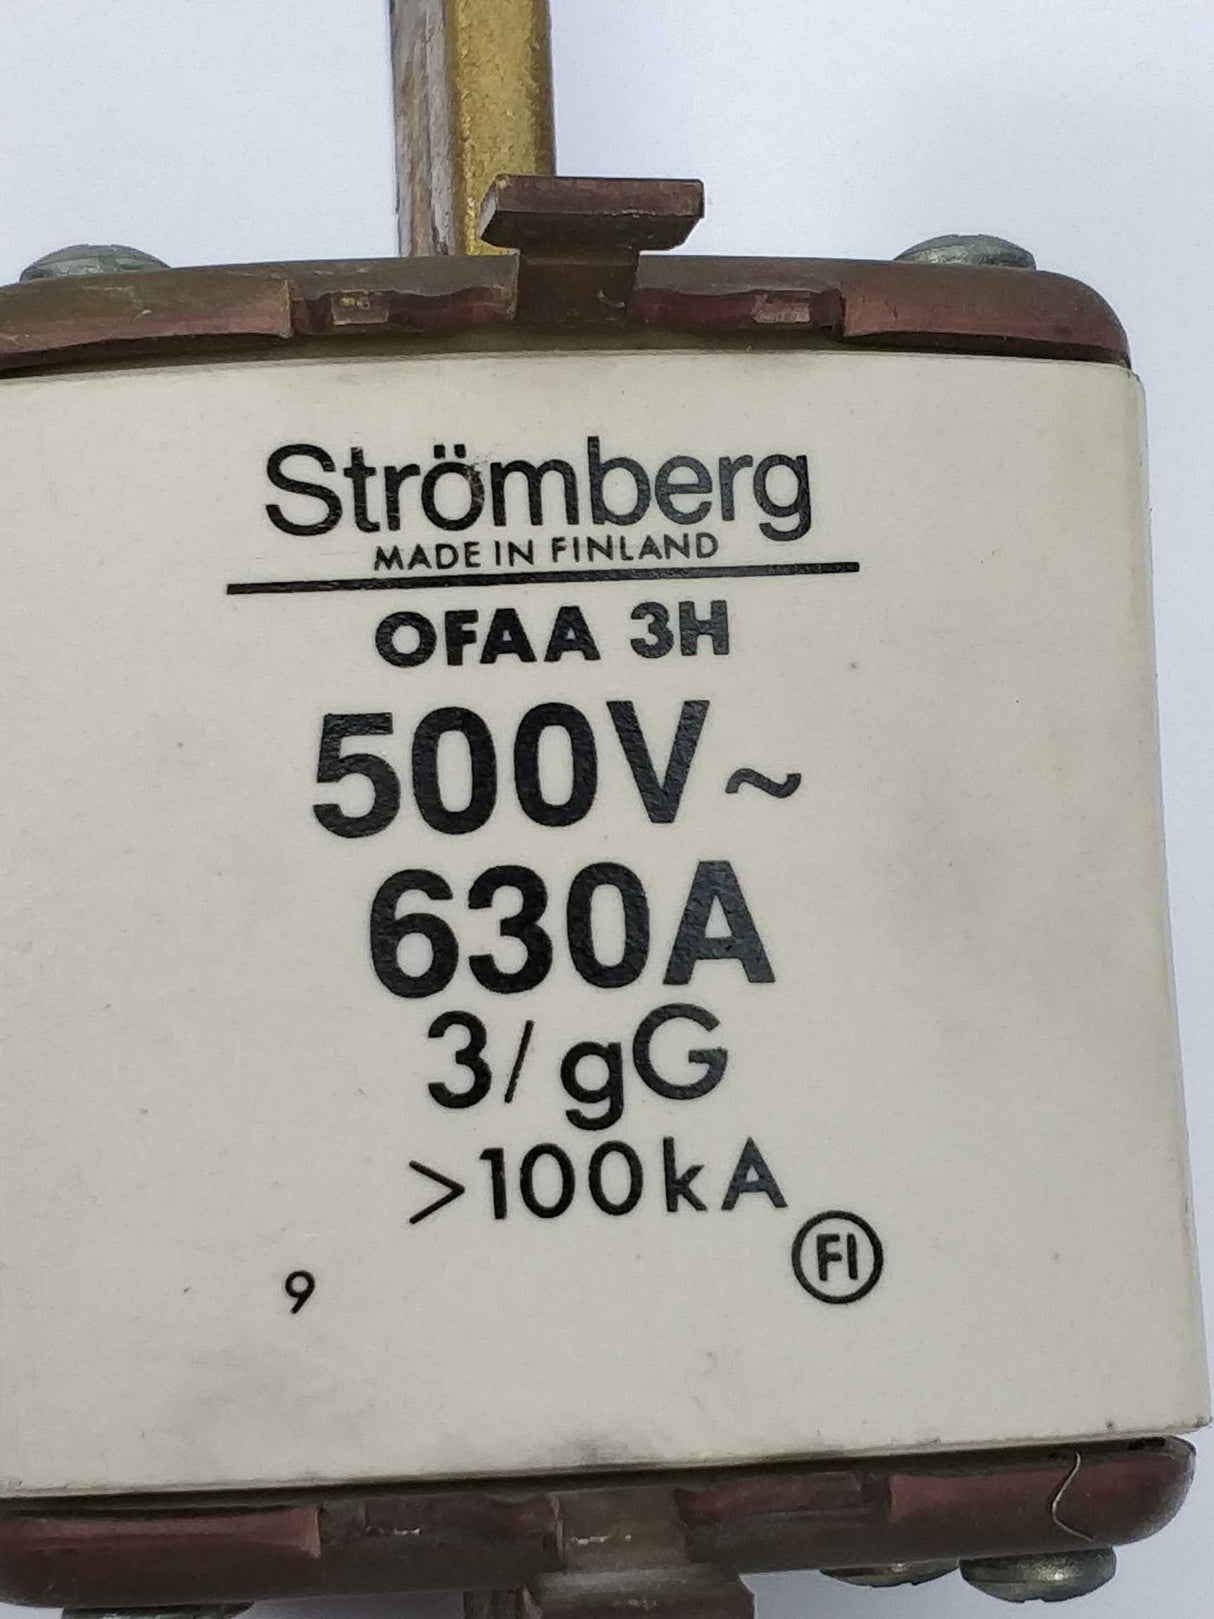 Strömberg
MADE IN FINLAND
OFAA 3H
500V~
630A
3/gG
>100kA
FI
9